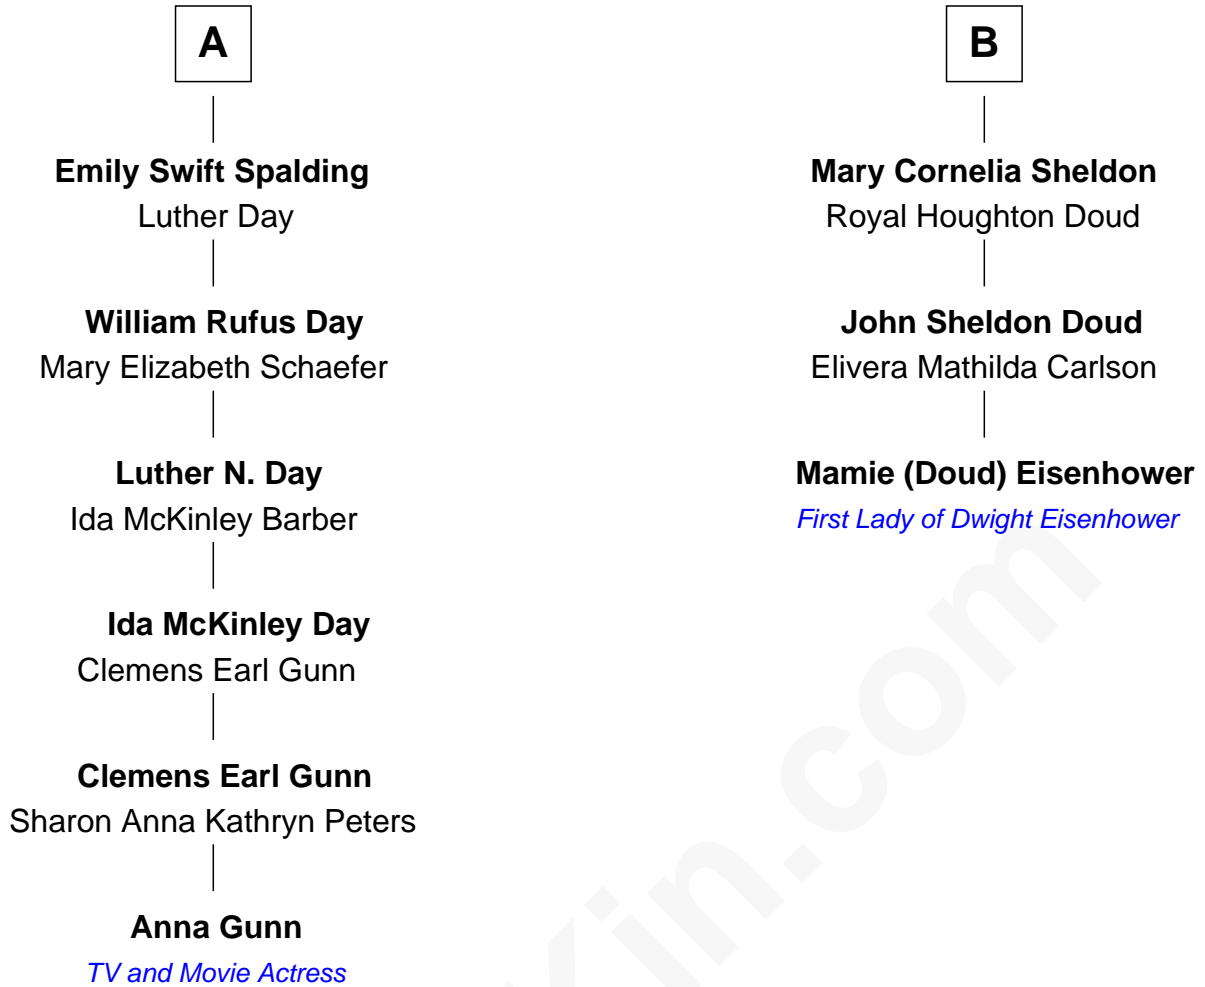 A
Emily Swift Spalding
Luther Day
William Rufus Day
Mary Elizabeth Schaefer
Luther N. Day
Ida McKinley Barber
Ida McKinley Day
Clemens Earl Gunn
Clemens Earl Gunn
Sharon Anna Kathryn Peters
Anna Gunn
TV and Movie Actress
B
Mary Cornelia Sheldon
Royal Houghton Doud
John Sheldon Doud
Elivera Mathilda Carlson
Mamie (Doud) Eisenhower
First Lady of Dwight Eisenhower
in.com